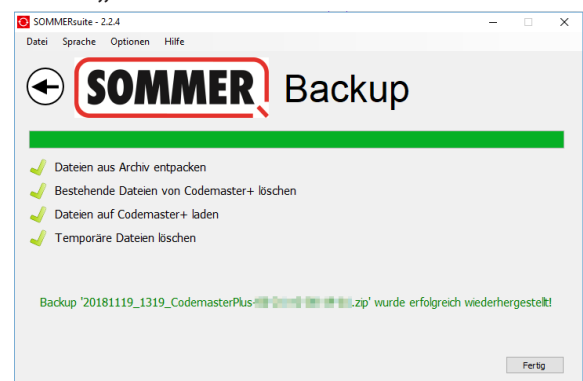 „
SOMMERsuite - 2.2.4
Datei Sprache Optionen Hilfe
SOMMER Backup
Dateien aus Archiv entpacken
Bestehende Dateien von Codemaster+ löschen
Dateien auf Codemaster+ laden
Temporäre Dateien löschen
Backup '20181119_1319_CodemasterPlus- .zip' wurde erfolgreich wiederhergestellt!
Fertig